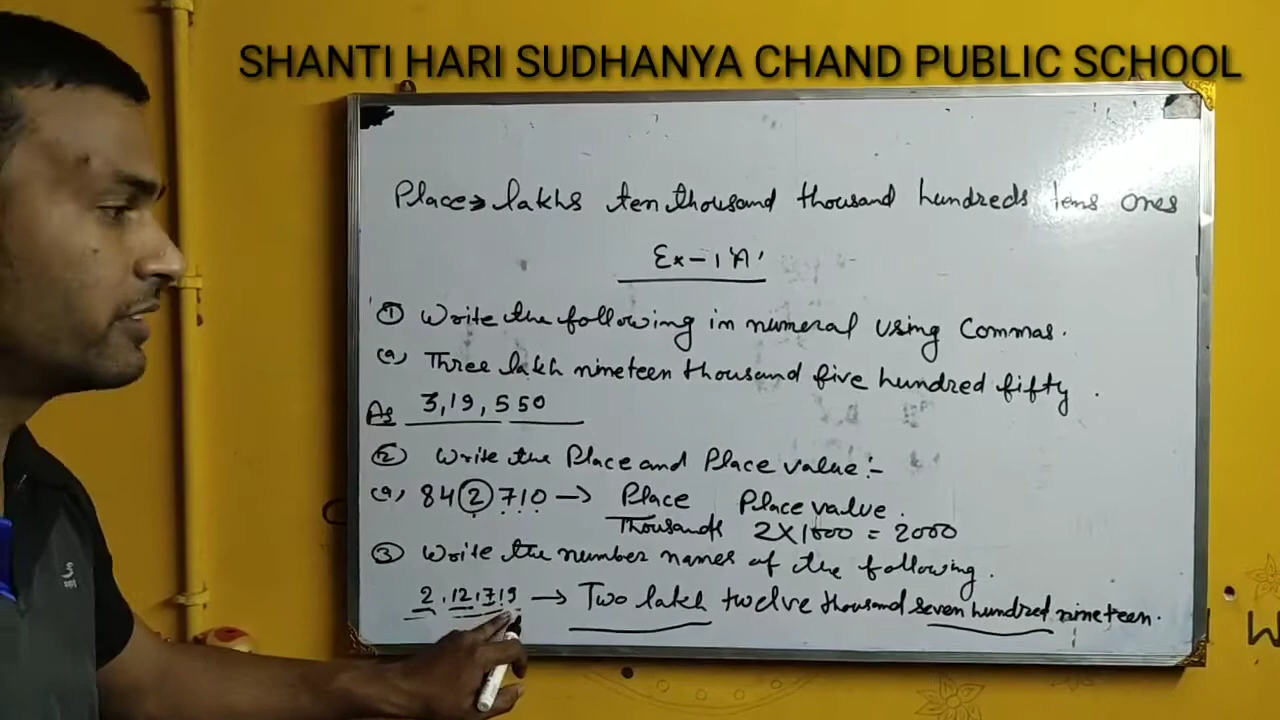 SHANTI HARI SUDHANYA CHAND PUBLIC SCHOOL
Place→ lakhs ten thousand thousand hundreds tens ones
Ex-1'A'
① Write the following in numeral using Commas.
(a) Three lakh nineteen thousand five hundred fifty.
As 3,19,550
② Write the Place and Place value:-
(a) 842710 → Place Place value.
Thousands 2X1000 = 2000
③ Write the number names of the following.
2,12,719 → Two lakh twelve thousand seven hundred nineteen.